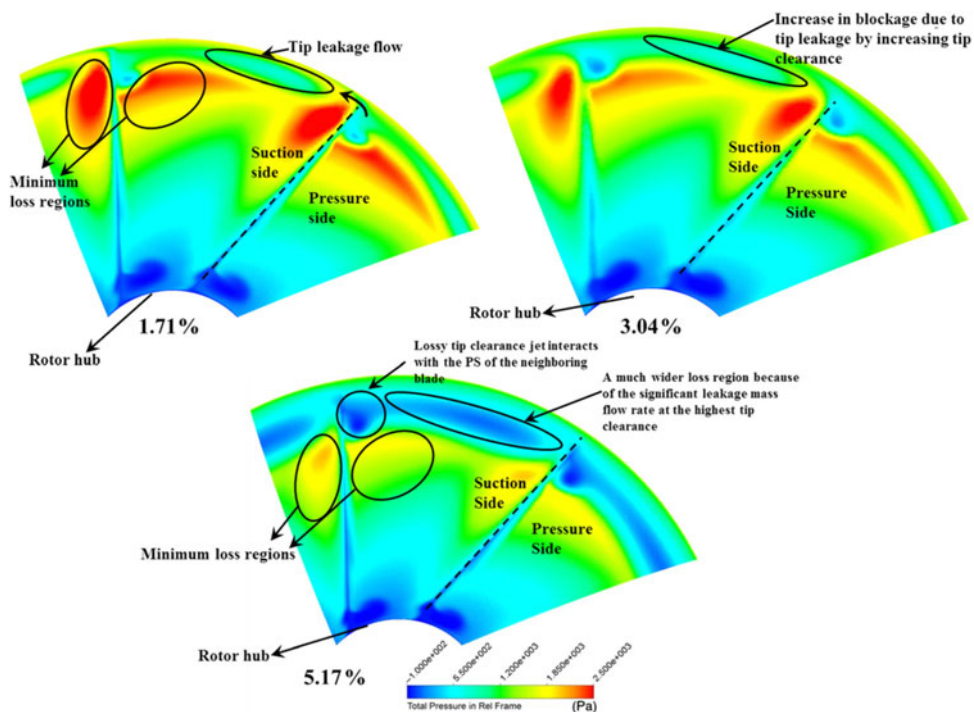 Tip leakage flow
Suction
side
Pressure
side
Minimum
loss regions
Rotor hub
1.71%
Increase in blockage due to
tip leakage by increasing tip
clearance
Suction
Side
Pressure
Side
Rotor hub
3.04%
Lossy tip clearance jet interacts
with the PS of the neighboring
blade
A much wider loss region because
of the significant leakage mass
flow rate at the highest tip
clearance
Suction
Side
Pressure
Side
Minimum loss regions
Rotor hub
5.17%
-1.000e+002
5.500e+002
1.200e+003
1.850e+003
2.500e+003
Total Pressure in Rel Frame
(Pa)